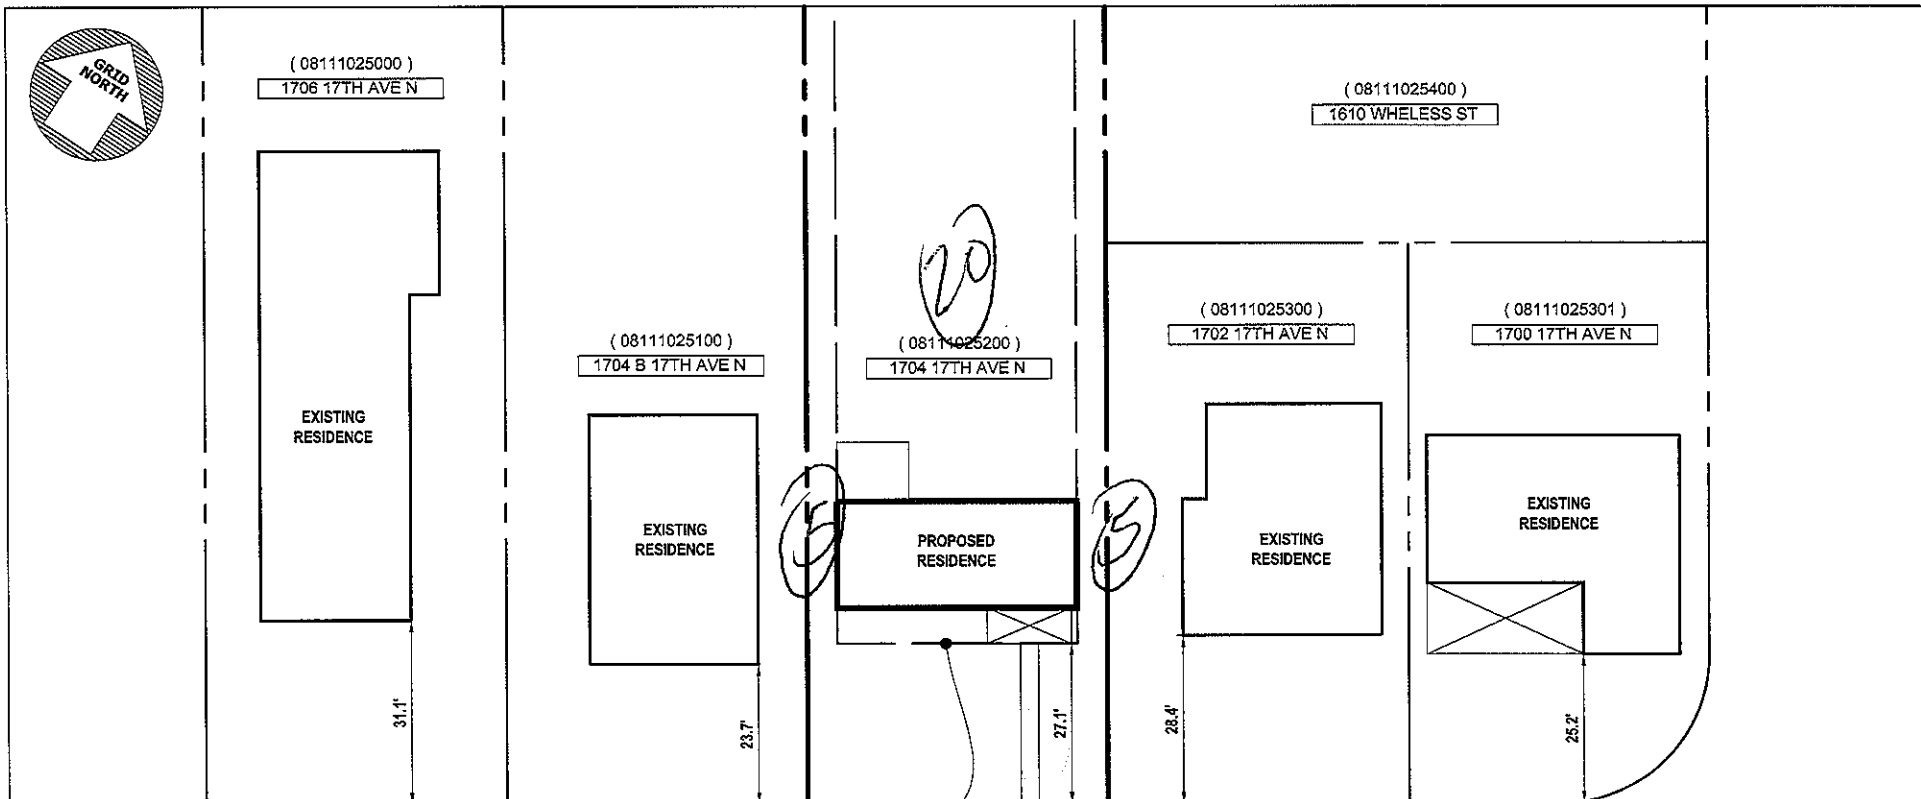 GRID
NORTH
( 08111025000 )
1706 17TH AVE N
( 08111025400 )
1610 WHELESS ST
20
( 08111025100 )
1704 B 17TH AVE N
( 08111025200 )
1704 17TH AVE N
( 08111025300 )
1702 17TH AVE N
( 08111025301 )
1700 17TH AVE N
EXISTING
RESIDENCE
EXISTING
RESIDENCE
5
PROPOSED
RESIDENCE
5
EXISTING
RESIDENCE
EXISTING
RESIDENCE
31.1'
23.7'
27.1'
28.4'
25.2'